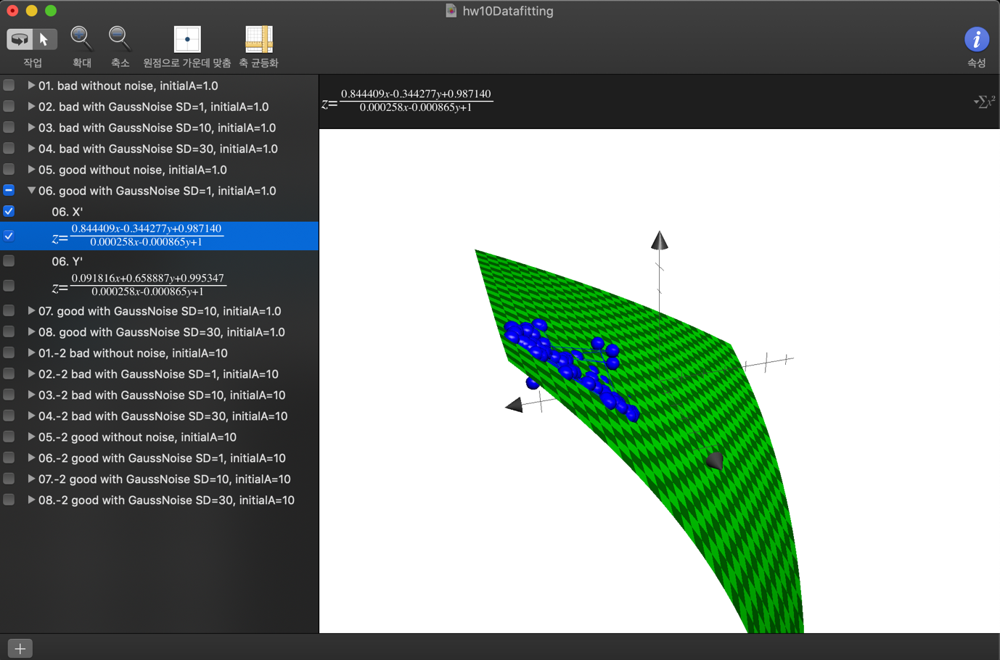 hw10Datafitting
작업
확대
축소
원점으로 가운데 맞춤
축 균등화
속성
01. bad without noise, initialA=1.0
02. bad with GaussNoise SD=1, initialA=1.0
03. bad with GaussNoise SD=10, initialA=1.0
04. bad with GaussNoise SD=30, initialA=1.0
05. good without noise, initialA=1.0
06. good with GaussNoise SD=1, initialA=1.0
06. X'
z= 0.844409x-0.344277y+0.987140
0.000258x-0.000865y+1
06. Y'
z= 0.091816x+0.658887y+0.995347
0.000258x-0.000865y+1
07. good with GaussNoise SD=10, initialA=1.0
08. good with GaussNoise SD=30, initialA=1.0
01.-2 bad without noise, initialA=10
02.-2 bad with GaussNoise SD=1, initialA=10
03.-2 bad with GaussNoise SD=10, initialA=10
04.-2 bad with GaussNoise SD=30, initialA=10
05.-2 good without noise, initialA=10
06.-2 good with GaussNoise SD=1, initialA=10
07.-2 good with GaussNoise SD=10, initialA=10
08.-2 good with GaussNoise SD=30, initialA=10
z= 0.844409x-0.344277y+0.987140
0.000258x-0.000865y+1
Σx²